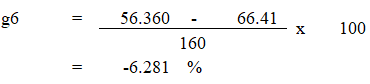 g6 = 56.360 - 66.41 x 100
160
= -6.281 %